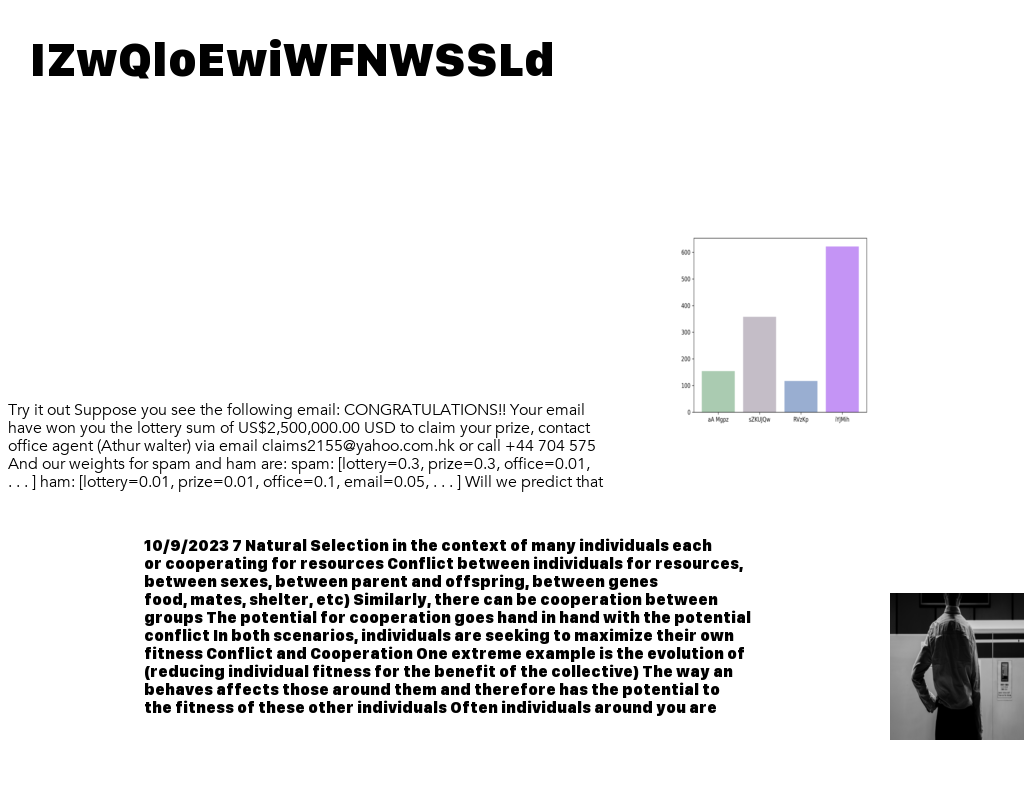 IZwQloEwiWFNWSSLd
600
500
400
300
200
100
0
aA Mgpz
sZKUJQw
RVzKp
Try it out Suppose you see the following email: CONGRATULATIONS!! Your email
have won you the lottery sum of US$2,500,000.00 USD to claim your prize, contact
office agent (Athur walter) via email claims2155@yahoo.com.hk or call +44 704 575
And our weights for spam and ham are: spam: [lottery=0.3, prize=0.3, office=0.01,
. . . ] ham: [lottery=0.01, prize=0.01, office=0.1, email=0.05, . . . ] Will we predict that
10/9/2023 7 Natural Selection in the context of many individuals each
or cooperating for resources Conflict between individuals for resources,
between sexes, between parent and offspring, between genes
food, mates, shelter, etc) Similarly, there can be cooperation between
groups The potential for cooperation goes hand in hand with the potential
conflict In both scenarios, individuals are seeking to maximize their own
fitness Conflict and Cooperation One extreme example is the evolution of
(reducing individual fitness for the benefit of the collective) The way an
behaves affects those around them and therefore has the potential to
the fitness of these other individuals Often individuals around you are